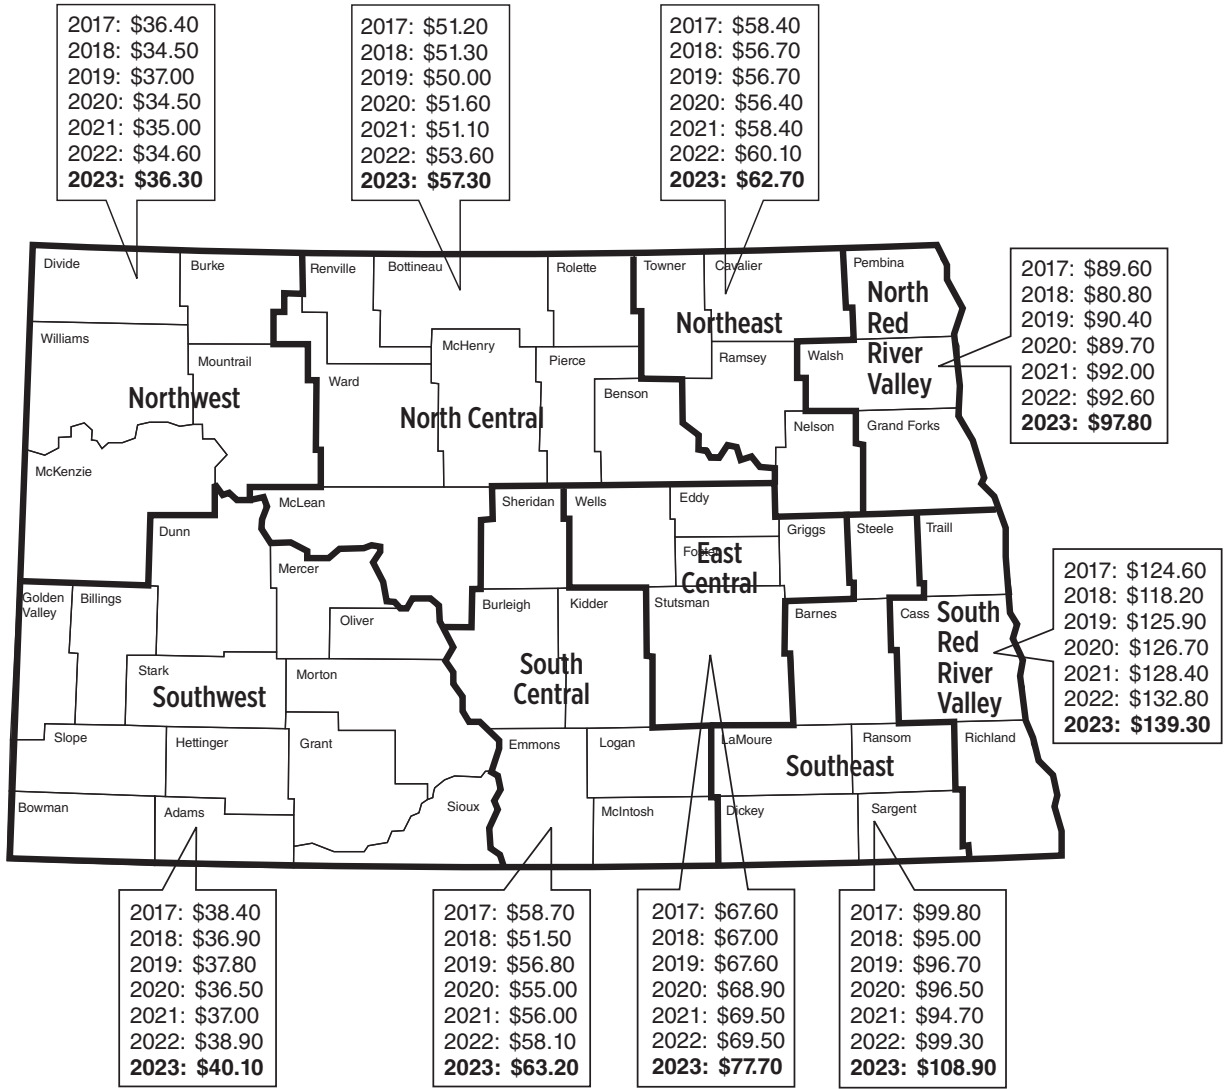 2017: $36.40
2018: $34.50
2019: $37.00
2020: $34.50
2021: $35.00
2022: $34.60
2023: $36.30
2017: $51.20
2018: $51.30
2019: $50.00
2020: $51.60
2021: $51.10
2022: $53.60
2023: $57.30
2017: $58.40
2018: $56.70
2019: $56.70
2020: $56.40
2021: $58.40
2022: $60.10
2023: $62.70
2017: $89.60
2018: $80.80
2019: $90.40
2020: $89.70
2021: $92.00
2022: $92.60
2023: $97.80
Divide
Burke
Renville
Bottineau
Rolette
Towner
Cavalier
Pembina
North
Red
River
Valley
Northeast
Williams
Mountrail
McHenry
Pierce
Ramsey
Walsh
Ward
Benson
Northwest
North Central
Nelson
Grand Forks
McKenzie
McLean
Sheridan
Wells
Eddy
Dunn
Griggs
Steele
Traill
Foster
East
Central
Mercer
Golden
Valley
Billings
Oliver
Burleigh
Kidder
Stutsman
Barnes
Cass
South
Red
River
Valley
Stark
Morton
Southwest
South
Central
Slope
Hettinger
Grant
Emmons
Logan
LaMoure
Ransom
Richland
Southeast
Bowman
Adams
Sioux
McIntosh
Dickey
Sargent
2017: $124.60
2018: $118.20
2019: $125.90
2020: $126.70
2021: $128.40
2022: $132.80
2023: $139.30
2017: $38.40
2018: $36.90
2019: $37.80
2020: $36.50
2021: $37.00
2022: $38.90
2023: $40.10
2017: $58.70
2018: $51.50
2019: $56.80
2020: $55.00
2021: $56.00
2022: $58.10
2023: $63.20
2017: $67.60
2018: $67.00
2019: $67.60
2020: $68.90
2021: $69.50
2022: $69.50
2023: $77.70
2017: $99.80
2018: $95.00
2019: $96.70
2020: $96.50
2021: $94.70
2022: $99.30
2023: $108.90